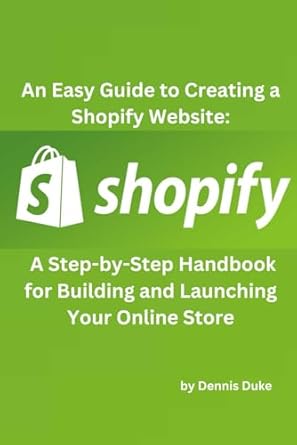 An Easy Guide to Creating a
Shopify Website:
S shopify
A Step-by-Step Handbook
for Building and Launching
Your Online Store
by Dennis Duke